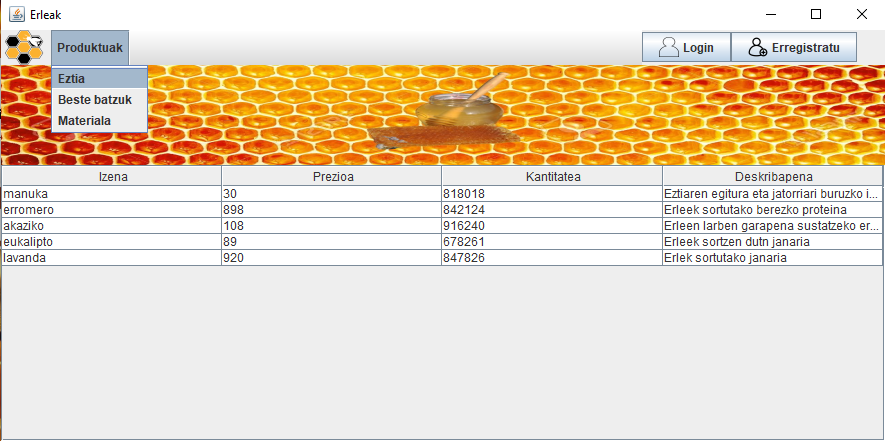 Erleak
Produktuak Login Erregistratu
Eztia
Beste batzuk
Materiala
Izena Prezioa Kantitatea Deskribapena
manuka 30 818018 Eztiaren egitura eta jatorriari buruzko i...
erromero 898 842124 Erleek sortutako berezko proteina
akaziko 108 916240 Erleen larben garapena sustatzeko er...
eukalipto 89 678261 Erleek sortzen dutn janaria
lavanda 920 847826 Erlek sortutako janaria